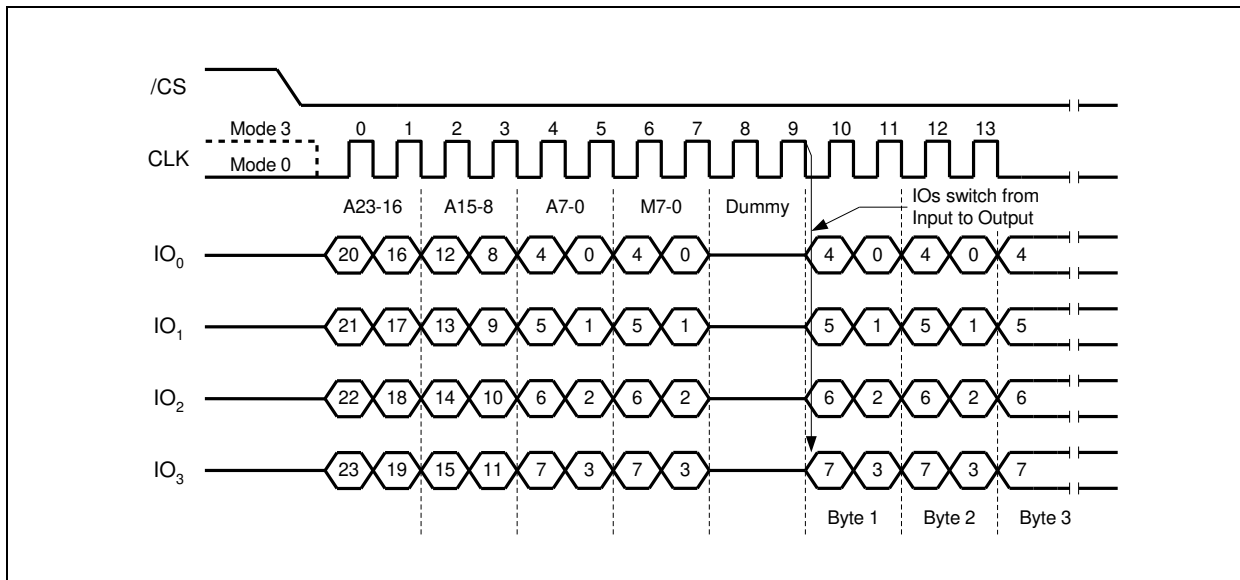 /CS
Mode 3 0 1 2 3 4 5 6 7 8 9 10 11 12 13
CLK
Mode 0
A23-16 A15-8 A7-0 M7-0 Dummy IOs switch from
Input to Output
IO0 20 16 12 8 4 0 4 0 4 0 4 0 4
IO1 21 17 13 9 5 1 5 1 5 1 5 1 5
IO2 22 18 14 10 6 2 6 2 6 2 6 2 6
IO3 23 19 15 11 7 3 7 3 7 3 7 3 7
Byte 1 Byte 2 Byte 3